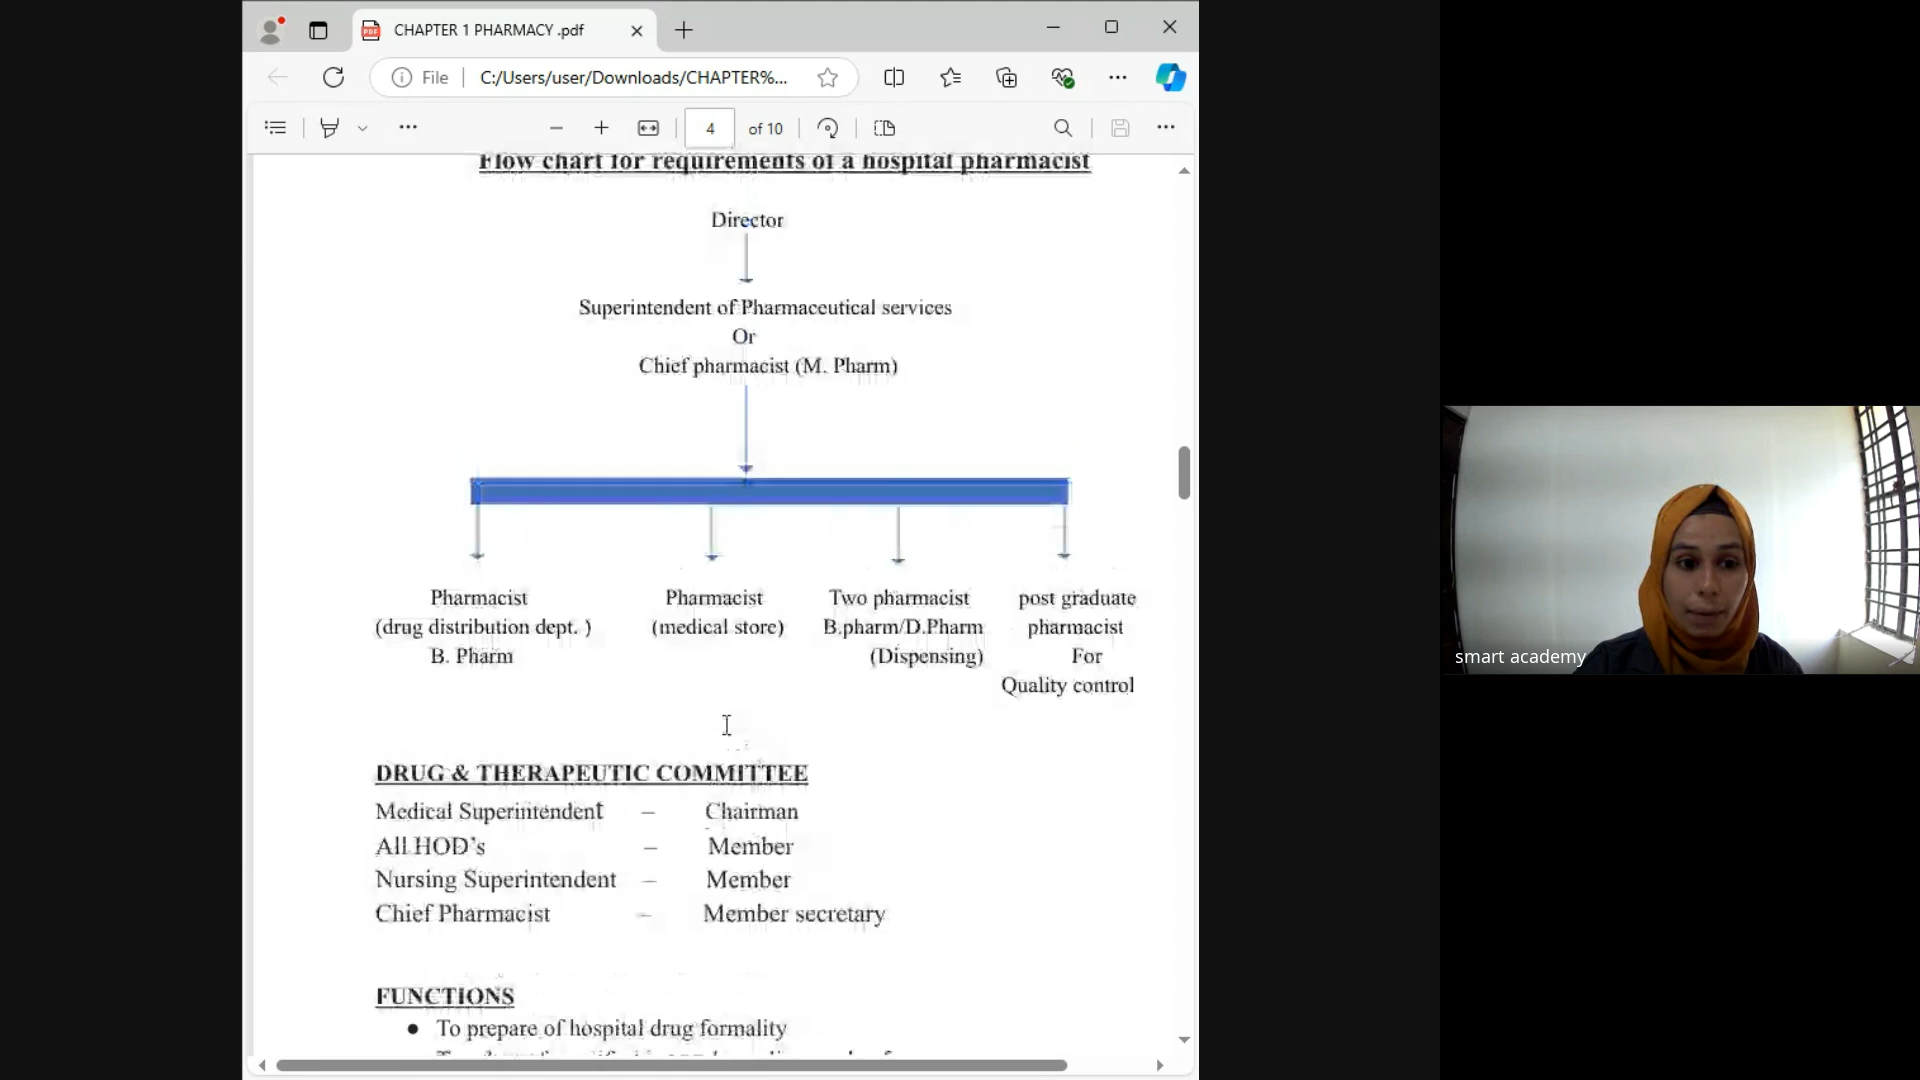 CHAPTER 1 PHARMACY .pdf
File
C:/Users/user/Downloads/CHAPTER%...
4 of 10
Flow chart for requirements of a hospital pharmacist
Director
Superintendent of Pharmaceutical services
Or
Chief pharmacist (M. Pharm)
Pharmacist
(drug distribution dept. )
B. Pharm
Pharmacist
(medical store)
Two pharmacist
B.pharm/D.Pharm
(Dispensing)
post graduate
pharmacist
For
Quality control
DRUG & THERAPEUTIC COMMITTEE
Medical Superintendent – Chairman
All HOD's – Member
Nursing Superintendent – Member
Chief Pharmacist – Member secretary
FUNCTIONS
● To prepare of hospital drug formality
smart academy